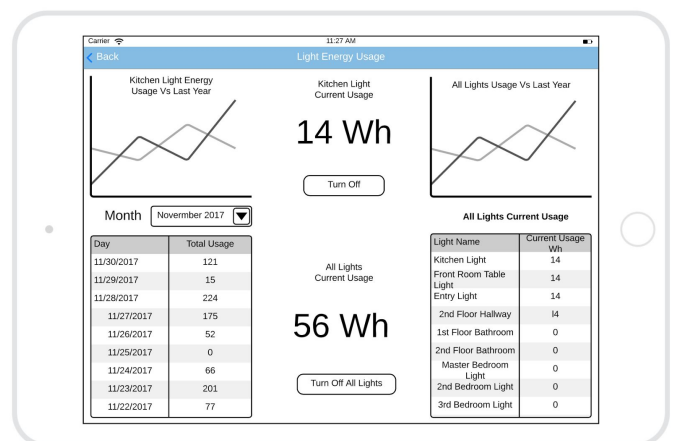 Carrier
11:27 AM
Back
Light Energy Usage
Kitchen Light Energy
Usage Vs Last Year
Kitchen Light
Current Usage
14 Wh
Turn Off
All Lights Usage Vs Last Year
Month
Novermber 2017
Day Total Usage
11/30/2017 121
11/29/2017 15
11/28/2017 224
11/27/2017 175
11/26/2017 52
11/25/2017 0
11/24/2017 66
11/23/2017 201
11/22/2017 77
All Lights
Current Usage
56 Wh
Turn Off All Lights
All Lights Current Usage
Light Name Current Usage
Wh
Kitchen Light 14
Front Room Table
Light 14
Entry Light 14
2nd Floor Hallway I4
1st Floor Bathroom 0
2nd Floor Bathroom 0
Master Bedroom
Light 0
2nd Bedroom Light 0
3rd Bedroom Light 0